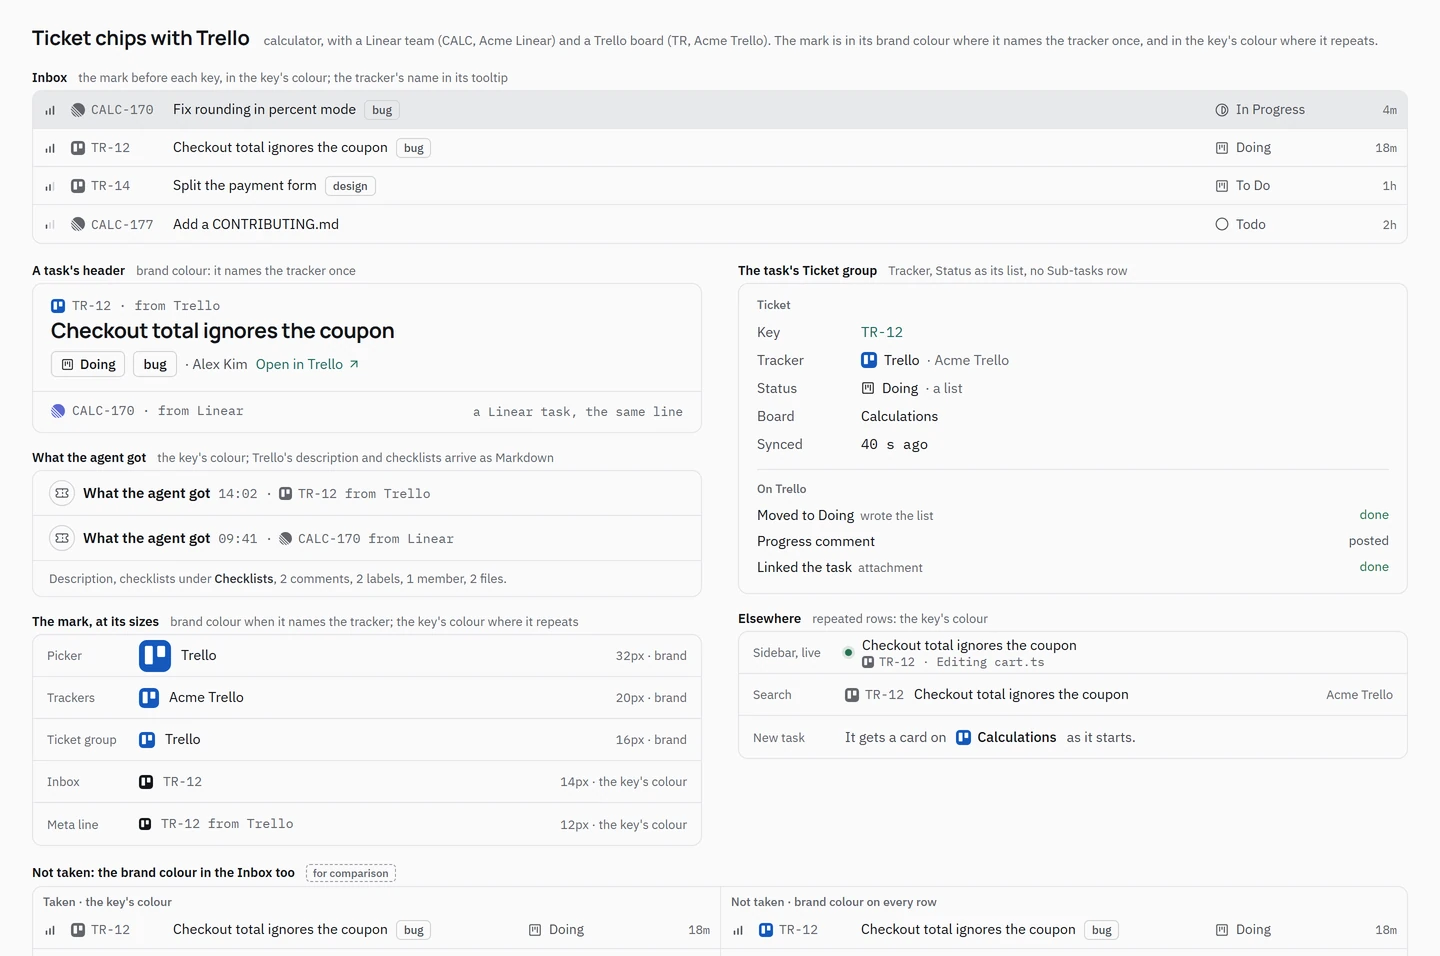 Ticket chips with Trello calculator, with a Linear team (CALC, Acme Linear) and a Trello board (TR, Acme Trello). The mark is in its brand colour where it names the tracker once, and in the key's colour where it repeats.
Inbox the mark before each key, in the key's colour; the tracker's name in its tooltip
CALC-170 Fix rounding in percent mode bug In Progress 4m
TR-12 Checkout total ignores the coupon bug Doing 18m
TR-14 Split the payment form design To Do 1h
CALC-177 Add a CONTRIBUTING.md Todo 2h
A task's header brand colour: it names the tracker once
TR-12 · from Trello
Checkout total ignores the coupon
Doing bug · Alex Kim Open in Trello ↗
CALC-170 · from Linear a Linear task, the same line
What the agent got the key's colour; Trello's description and checklists arrive as Markdown
What the agent got 14:02 · TR-12 from Trello
What the agent got 09:41 · CALC-170 from Linear
Description, checklists under Checklists, 2 comments, 2 labels, 1 member, 2 files.
The mark, at its sizes brand colour when it names the tracker; the key's colour where it repeats
Picker Trello 32px · brand
Trackers Acme Trello 20px · brand
Ticket group Trello 16px · brand
Inbox TR-12 14px · the key's colour
Meta line TR-12 from Trello 12px · the key's colour
The task's Ticket group Tracker, Status as its list, no Sub-tasks row
Ticket
Key TR-12
Tracker Trello · Acme Trello
Status Doing · a list
Board Calculations
Synced 40 s ago
On Trello
Moved to Doing wrote the list done
Progress comment posted
Linked the task attachment done
Elsewhere repeated rows: the key's colour
Sidebar, live Checkout total ignores the coupon
TR-12 · Editing cart.ts
Search TR-12 Checkout total ignores the coupon Acme Trello
New task It gets a card on Calculations as it starts.
Not taken: the brand colour in the Inbox too for comparison
Taken · the key's colour
TR-12 Checkout total ignores the coupon bug Doing 18m
Not taken · brand colour on every row
TR-12 Checkout total ignores the coupon bug Doing 18m